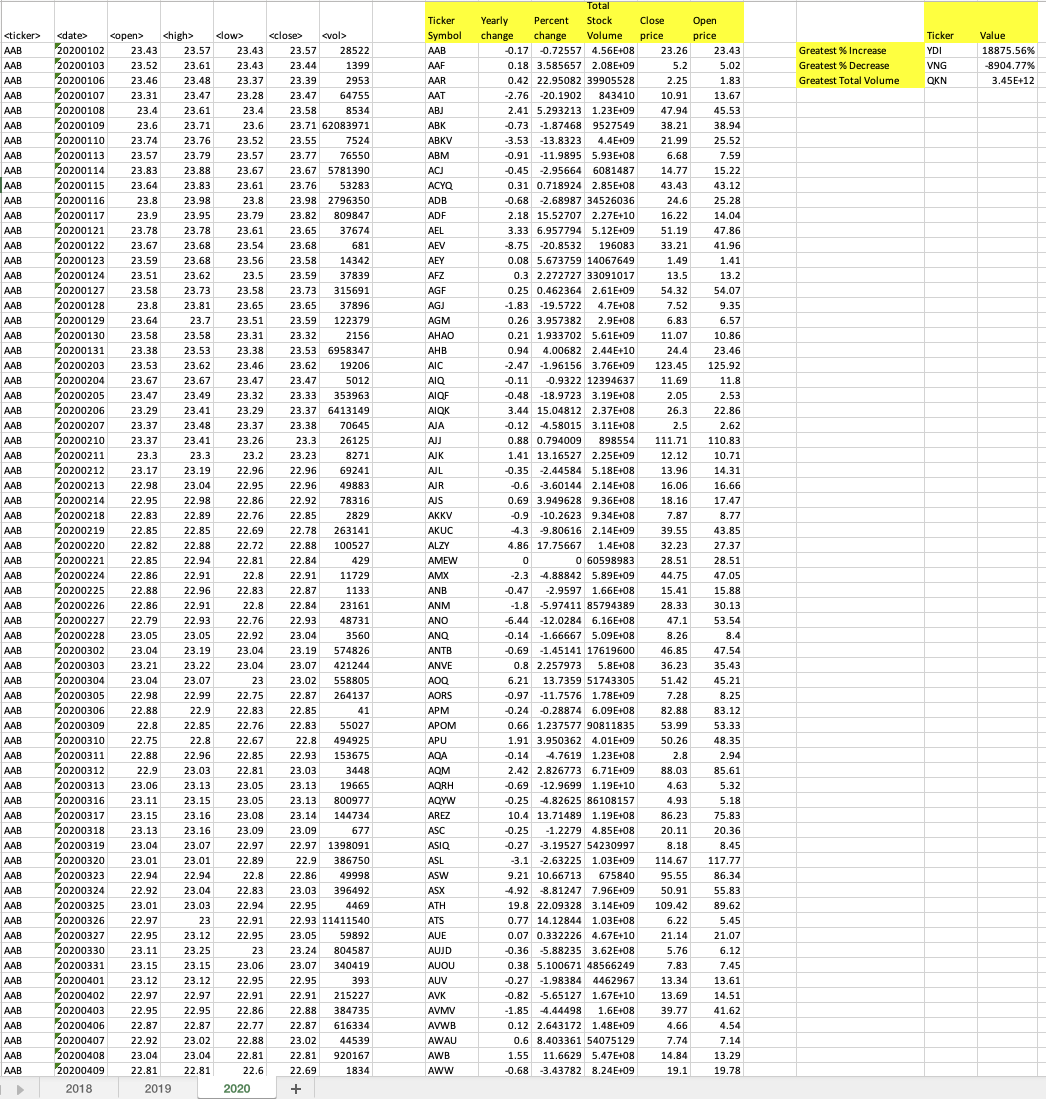 Total
Ticker Yearly Percent Stock Close Open
<ticker> <date> <open> <high> <low> <close> <vol> Symbol change change Volume price price Ticker Value
AAB 20200102 23.43 23.57 23.43 23.57 28522 AAB -0.17 -0.72557 4.56E+08 23.26 23.43 Greatest % Increase YDI 18875.56%
AAB 20200103 23.52 23.61 23.43 23.44 1399 AAF 0.18 3.585657 2.08E+09 5.2 5.02 Greatest % Decrease VNG -8904.77%
AAB 20200106 23.46 23.48 23.37 23.39 2953 AAR 0.42 22.95082 39905528 2.25 1.83 Greatest Total Volume QKN 3.45E+12
AAB 20200107 23.31 23.47 23.28 23.47 64755 AAT -2.76 -20.1902 843410 10.91 13.67
AAB 20200108 23.4 23.61 23.4 23.58 8534 ABJ 2.41 5.293213 1.23E+09 47.94 45.53
AAB 20200109 23.6 23.71 23.6 23.71 62083971 ABK -0.73 -1.87468 9527549 38.21 38.94
AAB 20200110 23.74 23.76 23.52 23.55 7524 ABKV -3.53 -13.8323 4.4E+09 21.99 25.52
AAB 20200113 23.57 23.79 23.57 23.77 76550 ABM -0.91 -11.9895 5.93E+08 6.68 7.59
AAB 20200114 23.83 23.88 23.67 23.67 5781390 ACJ -0.45 -2.95664 6081487 14.77 15.22
AAB 20200115 23.64 23.83 23.61 23.76 53283 ACYQ 0.31 0.718924 2.85E+08 43.43 43.12
AAB 20200116 23.8 23.98 23.8 23.98 2796350 ADB -0.68 -2.68987 34526036 24.6 25.28
AAB 20200117 23.9 23.95 23.79 23.82 809847 ADF 2.18 15.52707 2.27E+10 16.22 14.04
AAB 20200121 23.78 23.78 23.61 23.65 37674 AEL 3.33 6.957794 5.12E+09 51.19 47.86
AAB 20200122 23.67 23.68 23.54 23.68 681 AEV -8.75 -20.8532 196083 33.21 41.96
AAB 20200123 23.59 23.68 23.56 23.58 14342 AEY 0.08 5.673759 14067649 1.49 1.41
AAB 20200124 23.51 23.62 23.5 23.59 37839 AFZ 0.3 2.272727 33091017 13.5 13.2
AAB 20200127 23.58 23.73 23.58 23.73 315691 AGF 0.25 0.462364 2.61E+09 54.32 54.07
AAB 20200128 23.8 23.81 23.65 23.65 37896 AGJ -1.83 -19.5722 4.7E+08 7.52 9.35
AAB 20200129 23.64 23.7 23.51 23.59 122379 AGM 0.26 3.957382 2.9E+08 6.83 6.57
AAB 20200130 23.58 23.58 23.31 23.32 2156 AHAO 0.21 1.933702 5.61E+09 11.07 10.86
AAB 20200131 23.38 23.53 23.38 23.53 6958347 AHB 0.94 4.00682 2.44E+10 24.4 23.46
AAB 20200203 23.53 23.62 23.46 23.62 19206 AIC -2.47 -1.96156 3.76E+09 123.45 125.92
AAB 20200204 23.67 23.67 23.47 23.47 5012 AIQ -0.11 -0.9322 12394637 11.69 11.8
AAB 20200205 23.47 23.49 23.32 23.33 353963 AIQF -0.48 -18.9723 3.19E+08 2.05 2.53
AAB 20200206 23.29 23.41 23.29 23.37 6413149 AIQK 3.44 15.04812 2.37E+08 26.3 22.86
AAB 20200207 23.37 23.48 23.37 23.38 70645 AJA -0.12 -4.58015 3.11E+08 2.5 2.62
AAB 20200210 23.37 23.41 23.26 23.3 26125 AJJ 0.88 0.794009 898554 111.71 110.83
AAB 20200211 23.3 23.3 23.2 23.23 8271 AJK 1.41 13.16527 2.25E+09 12.12 10.71
AAB 20200212 23.17 23.19 22.96 22.96 69241 AJL -0.35 -2.44584 5.18E+08 13.96 14.31
AAB 20200213 22.98 23.04 22.95 22.96 49883 AJR -0.6 -3.60144 2.14E+08 16.06 16.66
AAB 20200214 22.95 22.98 22.86 22.92 78316 AJS 0.69 3.949628 9.36E+08 18.16 17.47
AAB 20200218 22.83 22.89 22.76 22.85 2829 AKKV -0.9 -10.2623 9.34E+08 7.87 8.77
AAB 20200219 22.85 22.85 22.69 22.78 263141 AKUC -4.3 -9.80616 2.14E+09 39.55 43.85
AAB 20200220 22.82 22.88 22.72 22.88 100527 ALZY 4.86 17.75667 1.4E+08 32.23 27.37
AAB 20200221 22.85 22.94 22.81 22.84 429 AMEW 0 0 60598983 28.51 28.51
AAB 20200224 22.86 22.91 22.8 22.91 11729 AMX -2.3 -4.88842 5.89E+09 44.75 47.05
AAB 20200225 22.88 22.96 22.83 22.87 1133 ANB -0.47 -2.9597 1.66E+08 15.41 15.88
AAB 20200226 22.86 22.91 22.8 22.84 23161 ANM -1.8 -5.97411 85794389 28.33 30.13
AAB 20200227 22.79 22.93 22.76 22.93 48731 ANO -6.44 -12.0284 6.16E+08 47.1 53.54
AAB 20200228 23.05 23.05 22.92 23.04 3560 ANQ -0.14 -1.66667 5.09E+08 8.26 8.4
AAB 20200302 23.04 23.19 23.04 23.19 574826 ANTB -0.69 -1.45141 17619600 46.85 47.54
AAB 20200303 23.21 23.22 23.04 23.07 421244 ANVE 0.8 2.257973 5.8E+08 36.23 35.43
AAB 20200304 23.04 23.07 23 23.02 558805 AOQ 6.21 13.7359 51743305 51.42 45.21
AAB 20200305 22.98 22.99 22.75 22.87 264137 AORS -0.97 -11.7576 1.78E+09 7.28 8.25
AAB 20200306 22.88 22.9 22.83 22.85 41 APM -0.24 -0.28874 6.09E+08 82.88 83.12
AAB 20200309 22.8 22.85 22.76 22.83 55027 APOM 0.66 1.237577 90811835 53.99 53.33
AAB 20200310 22.75 22.8 22.67 22.8 494925 APU 1.91 3.950362 4.01E+09 50.26 48.35
AAB 20200311 22.88 22.96 22.85 22.93 153675 AQA -0.14 -4.7619 1.23E+08 2.8 2.94
AAB 20200312 22.9 23.03 22.81 23.03 3448 AQM 2.42 2.826773 6.71E+09 88.03 85.61
AAB 20200313 23.06 23.13 23.05 23.13 19665 AQRH -0.69 -12.9699 1.19E+10 4.63 5.32
AAB 20200316 23.11 23.15 23.05 23.13 800977 AQYW -0.25 -4.82625 86108157 4.93 5.18
AAB 20200317 23.15 23.16 23.08 23.14 144734 AREZ 10.4 13.71489 1.19E+08 86.23 75.83
AAB 20200318 23.13 23.16 23.09 23.09 677 ASC -0.25 -1.2279 4.85E+08 20.11 20.36
AAB 20200319 23.04 23.07 22.97 22.97 1398091 ASIQ -0.27 -3.19527 54230997 8.18 8.45
AAB 20200320 23.01 23.01 22.89 22.9 386750 ASL -3.1 -2.63225 1.03E+09 114.67 117.77
AAB 20200323 22.94 22.94 22.8 22.86 49998 ASW 9.21 10.66713 675840 95.55 86.34
AAB 20200324 22.92 23.04 22.83 23.03 396492 ASX -4.92 -8.81247 7.96E+09 50.91 55.83
AAB 20200325 23.01 23.03 22.94 22.95 4469 ATH 19.8 22.09328 3.14E+09 109.42 89.62
AAB 20200326 22.97 23 22.91 22.93 11411540 ATS 0.77 14.12844 1.03E+08 6.22 5.45
AAB 20200327 22.95 23.12 22.95 23.05 59892 AUE 0.07 0.332226 4.67E+10 21.14 21.07
AAB 20200330 23.11 23.25 23 23.24 804587 AUJD -0.36 -5.88235 3.62E+08 5.76 6.12
AAB 20200331 23.15 23.15 23.06 23.07 340419 AUOU 0.38 5.100671 48566249 7.83 7.45
AAB 20200401 23.12 23.12 22.95 22.95 393 AUV -0.27 -1.98384 4462967 13.34 13.61
AAB 20200402 22.97 22.97 22.91 22.91 215227 AVK -0.82 -5.65127 1.67E+10 13.69 14.51
AAB 20200403 22.95 22.95 22.86 22.88 384735 AVMV -1.85 -4.44498 1.6E+08 39.77 41.62
AAB 20200406 22.87 22.87 22.77 22.87 616334 AVWB 0.12 2.643172 1.48E+09 4.66 4.54
AAB 20200407 22.92 23.02 22.88 23.02 44539 AWAU 0.6 8.403361 54075129 7.74 7.14
AAB 20200408 23.04 23.04 22.81 22.81 920167 AWB 1.55 11.6629 5.47E+08 14.84 13.29
AAB 20200409 22.81 22.81 22.6 22.69 1834 AWW -0.68 -3.43782 8.24E+09 19.1 19.78
2018 2019 2020 +